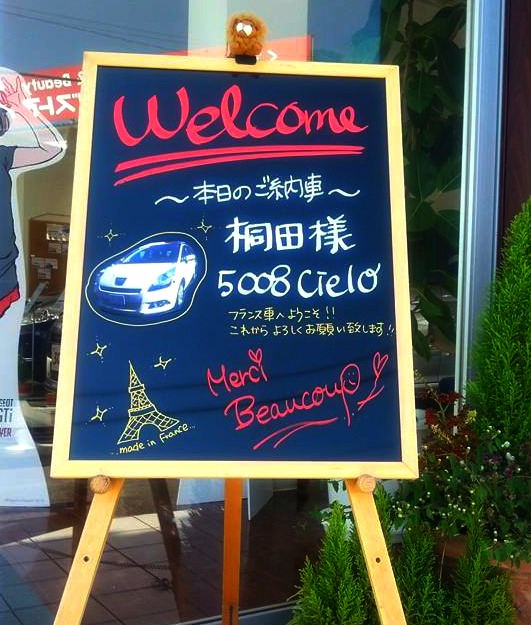 Welcome
～本日のご納車～
桐田様
5008 Cielo
フランス車へようこそ!!
これからよろしくお願い致します!!
Merci
Beaucoup
...made in France...
& Beauty
GTi